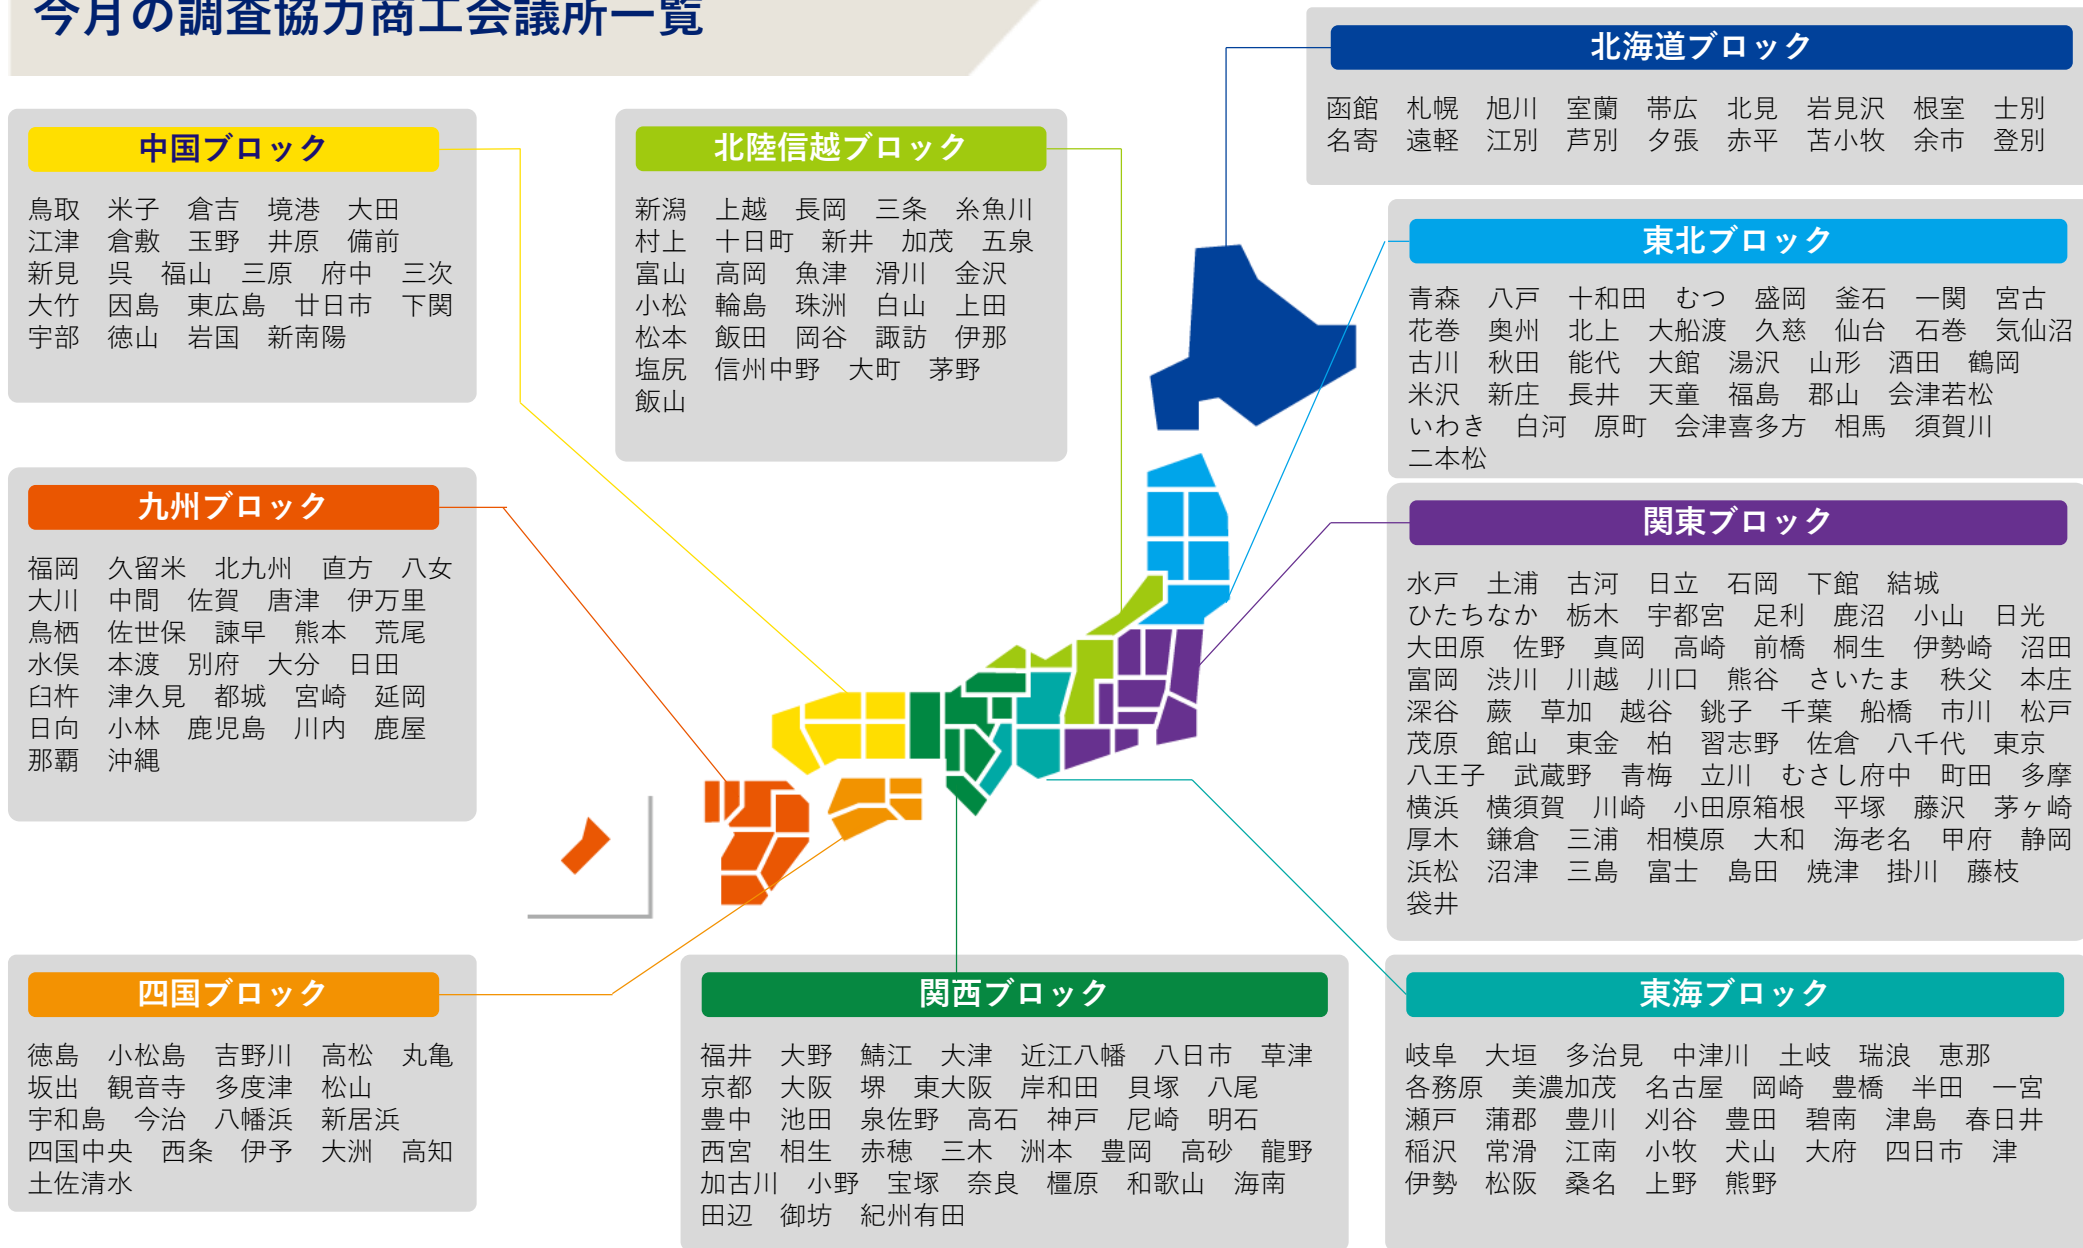 今月の調査協力商工会議所一覧
北海道ブロック
函館 札幌 旭川 室蘭 帯広 北見 岩見沢 根室 士別
名寄 遠軽 江別 芦別 夕張 赤平 苫小牧 余市 登別
中国ブロック
鳥取 米子 倉吉 境港 大田
江津 倉敷 玉野 井原 備前
新見 呉 福山 三原 府中 三次
大竹 因島 東広島 廿日市 下関
宇部 徳山 岩国 新南陽
北陸信越ブロック
新潟 上越 長岡 三条 糸魚川
村上 十日町 新井 加茂 五泉
富山 高岡 魚津 滑川 金沢
小松 輪島 珠洲 白山 上田
松本 飯田 岡谷 諏訪 伊那
塩尻 信州中野 大町 茅野
飯山
東北ブロック
青森 八戸 十和田 むつ 盛岡 釜石 一関 宮古
花巻 奥州 北上 大船渡 久慈 仙台 石巻 気仙沼
古川 秋田 能代 大館 湯沢 山形 酒田 鶴岡
米沢 新庄 長井 天童 福島 郡山 会津若松
いわき 白河 原町 会津喜多方 相馬 須賀川
二本松
九州ブロック
福岡 久留米 北九州 直方 八女
大川 中間 佐賀 唐津 伊万里
鳥栖 佐世保 諫早 熊本 荒尾
水俣 本渡 別府 大分 日田
臼杵 津久見 都城 宮崎 延岡
日向 小林 鹿児島 川内 鹿屋
那覇 沖縄
関東ブロック
水戸 土浦 古河 日立 石岡 下館 結城
ひたちなか 栃木 宇都宮 足利 鹿沼 小山 日光
大田原 佐野 真岡 高崎 前橋 桐生 伊勢崎 沼田
富岡 渋川 川越 川口 熊谷 さいたま 秩父 本庄
深谷 蕨 草加 越谷 銚子 千葉 船橋 市川 松戸
茂原 館山 東金 柏 習志野 佐倉 八千代 東京
八王子 武蔵野 青梅 立川 むさし府中 町田 多摩
横浜 横須賀 川崎 小田原箱根 平塚 藤沢 茅ヶ崎
厚木 鎌倉 三浦 相模原 大和 海老名 甲府 静岡
浜松 沼津 三島 富士 島田 焼津 掛川 藤枝
袋井
四国ブロック
徳島 小松島 吉野川 高松 丸亀
坂出 観音寺 多度津 松山
宇和島 今治 八幡浜 新居浜
四国中央 西条 伊予 大洲 高知
土佐清水
関西ブロック
福井 大野 鯖江 大津 近江八幡 八日市 草津
京都 大阪 堺 東大阪 岸和田 貝塚 八尾
豊中 池田 泉佐野 高石 神戸 尼崎 明石
西宮 相生 赤穂 三木 洲本 豊岡 高砂 龍野
加古川 小野 宝塚 奈良 橿原 和歌山 海南
田辺 御坊 紀州有田
東海ブロック
岐阜 大垣 多治見 中津川 土岐 瑞浪 恵那
各務原 美濃加茂 名古屋 岡崎 豊橋 半田 一宮
瀬戸 蒲郡 豊川 刈谷 豊田 碧南 津島 春日井
稲沢 常滑 江南 小牧 犬山 大府 四日市 津
伊勢 松阪 桑名 上野 熊野